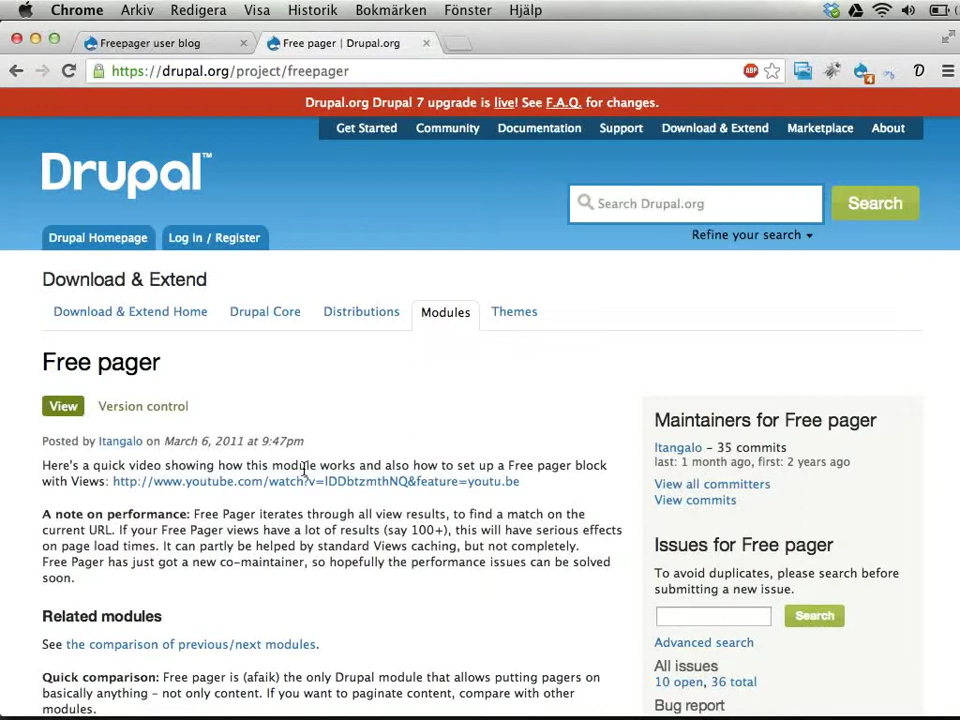 Chrome Arkiv Redigera Visa Historik Bokmärken Fönster Hjälp
Freepager user blog
Free pager | Drupal.org
https://drupal.org/project/freepager
ABP
4
Drupal.org Drupal 7 upgrade is live! See F.A.Q. for changes.
Get Started Community Documentation Support Download & Extend Marketplace About
Drupal™
Search Drupal.org
Search
Refine your search
Drupal Homepage
Log in / Register
Download & Extend
Download & Extend Home Drupal Core Distributions Modules Themes
Free pager
View
Version control
Posted by Itangalo on March 6, 2011 at 9:47pm
Here's a quick video showing how this module works and also how to set up a Free pager block
with Views: http://www.youtube.com/watch?v=lDDbtzmthNQ&feature=youtu.be
A note on performance: Free Pager iterates through all view results, to find a match on the
current URL. If your Free Pager views have a lot of results (say 100+), this will have serious effects
on page load times. It can partly be helped by standard Views caching, but not completely.
Free Pager has just got a new co-maintainer, so hopefully the performance issues can be solved
soon.
Related modules
See the comparison of previous/next modules.
Quick comparison: Free pager is (afaik) the only Drupal module that allows putting pagers on
basically anything – not only content. If you want to paginate content, compare with other
modules.
Maintainers for Free pager
Itangalo – 35 commits
last: 1 month ago, first: 2 years ago
View all committers
View commits
Issues for Free pager
To avoid duplicates, please search before
submitting a new issue.
Search
Advanced search
All issues
10 open, 36 total
Bug report